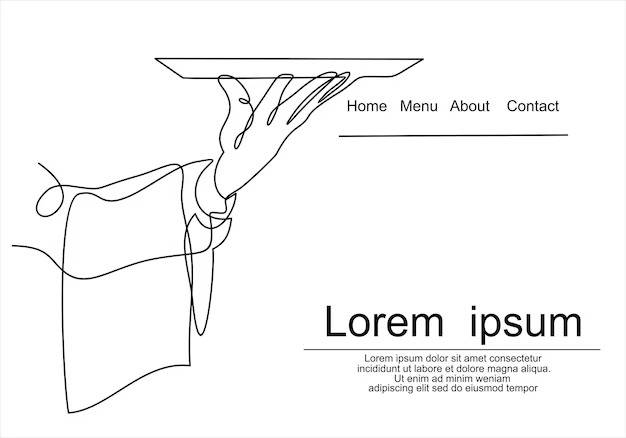 Home Menu About Contact
Lorem ipsum
Lorem ipsum dolor sit amet consectetur
incididunt ut labore et dolore magna aliqua.
Ut enim ad minim weniam
adipiscing elit sed do eiusmod tempor